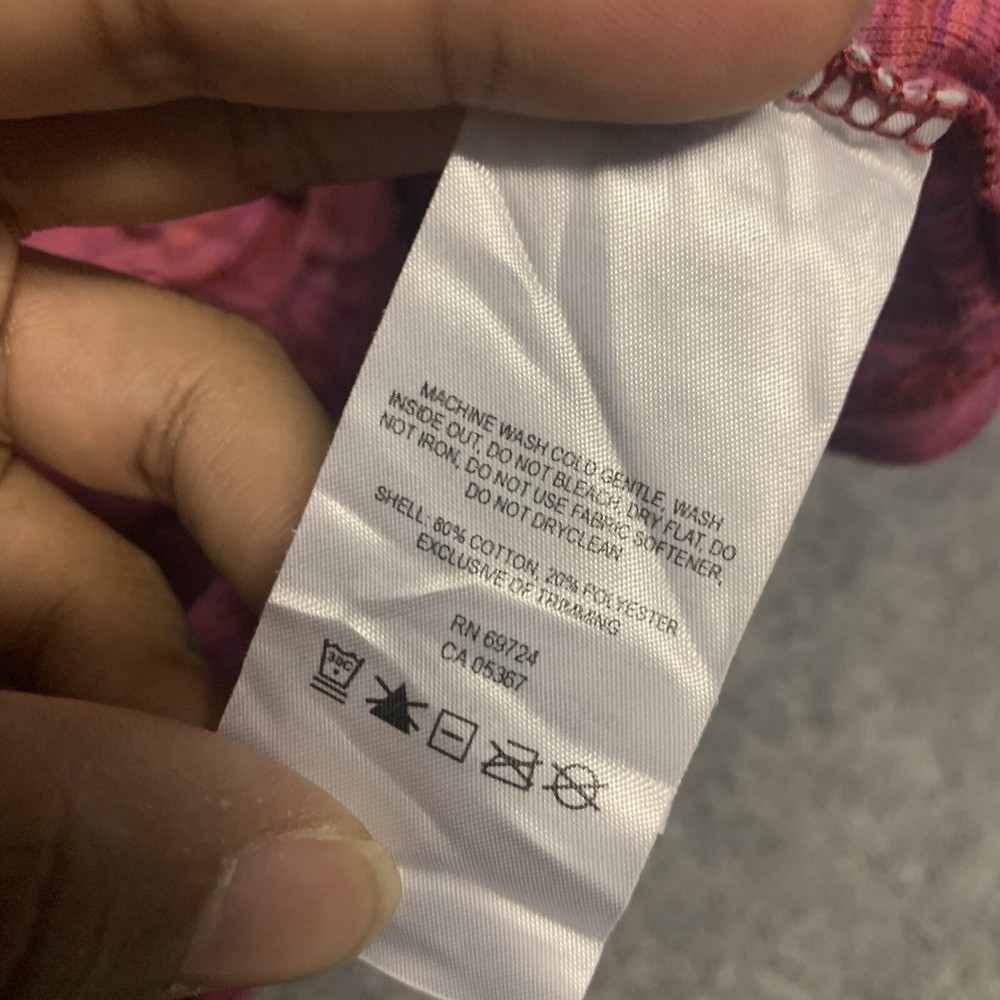 MACHINE WASH COLD GENTLE, WASH
INSIDE OUT, DO NOT BLEACH, DRY FLAT, DO
NOT IRON, DO NOT USE FABRIC SOFTENER,
DO NOT DRYCLEAN
SHELL: 80% COTTON, 20% POLYESTER
EXCLUSIVE OF TRIMMING
RN 69724
CA 05367
30C